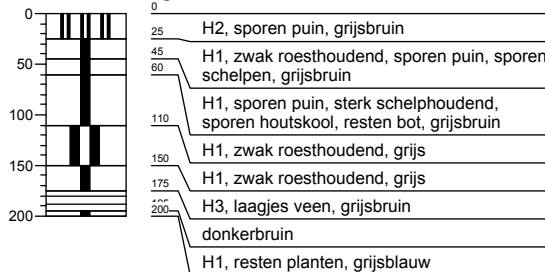 0
50
100
150
200
0
25
H2, sporen puin, grijsbruin
45
H1, zwak roesthoudend, sporen puin, sporen
schelpen, grijsbruin
60
H1, sporen puin, sterk schelphoudend,
sporen houtskool, resten bot, grijsbruin
110
H1, zwak roesthoudend, grijs
150
H1, zwak roesthoudend, grijs
175
H3, laagjes veen, grijsbruin
200
donkerbruin
H1, resten planten, grijsblauw